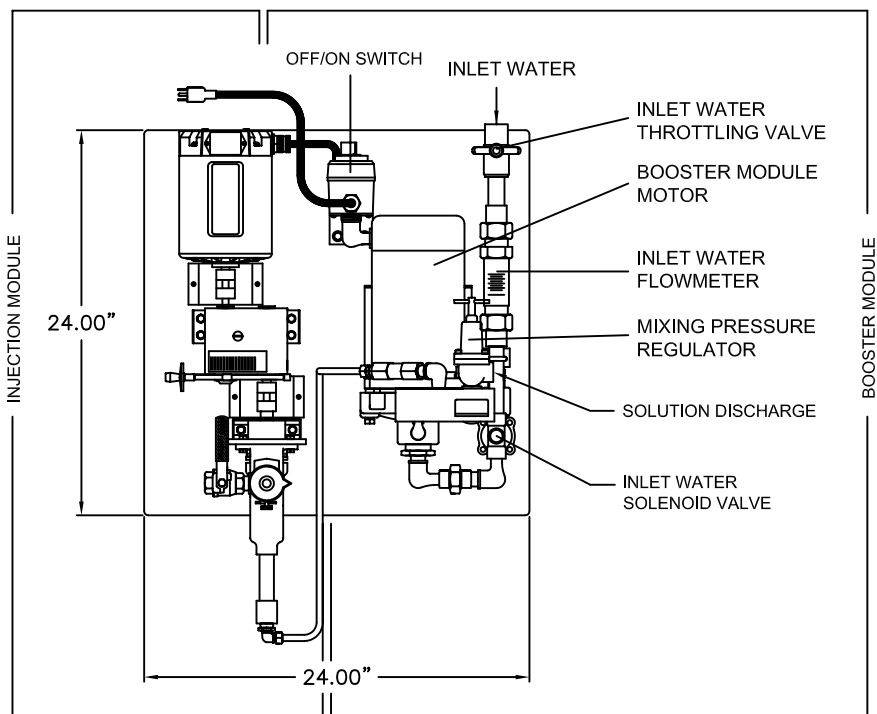 OFF/ON SWITCH
INLET WATER
INLET WATER
THROTTLING VALVE
BOOSTER MODULE
MOTOR
INLET WATER
FLOWMETER
MIXING PRESSURE
REGULATOR
SOLUTION DISCHARGE
INLET WATER
SOLENOID VALVE
INJECTION MODULE
BOOSTER MODULE
24.00”
24.00”